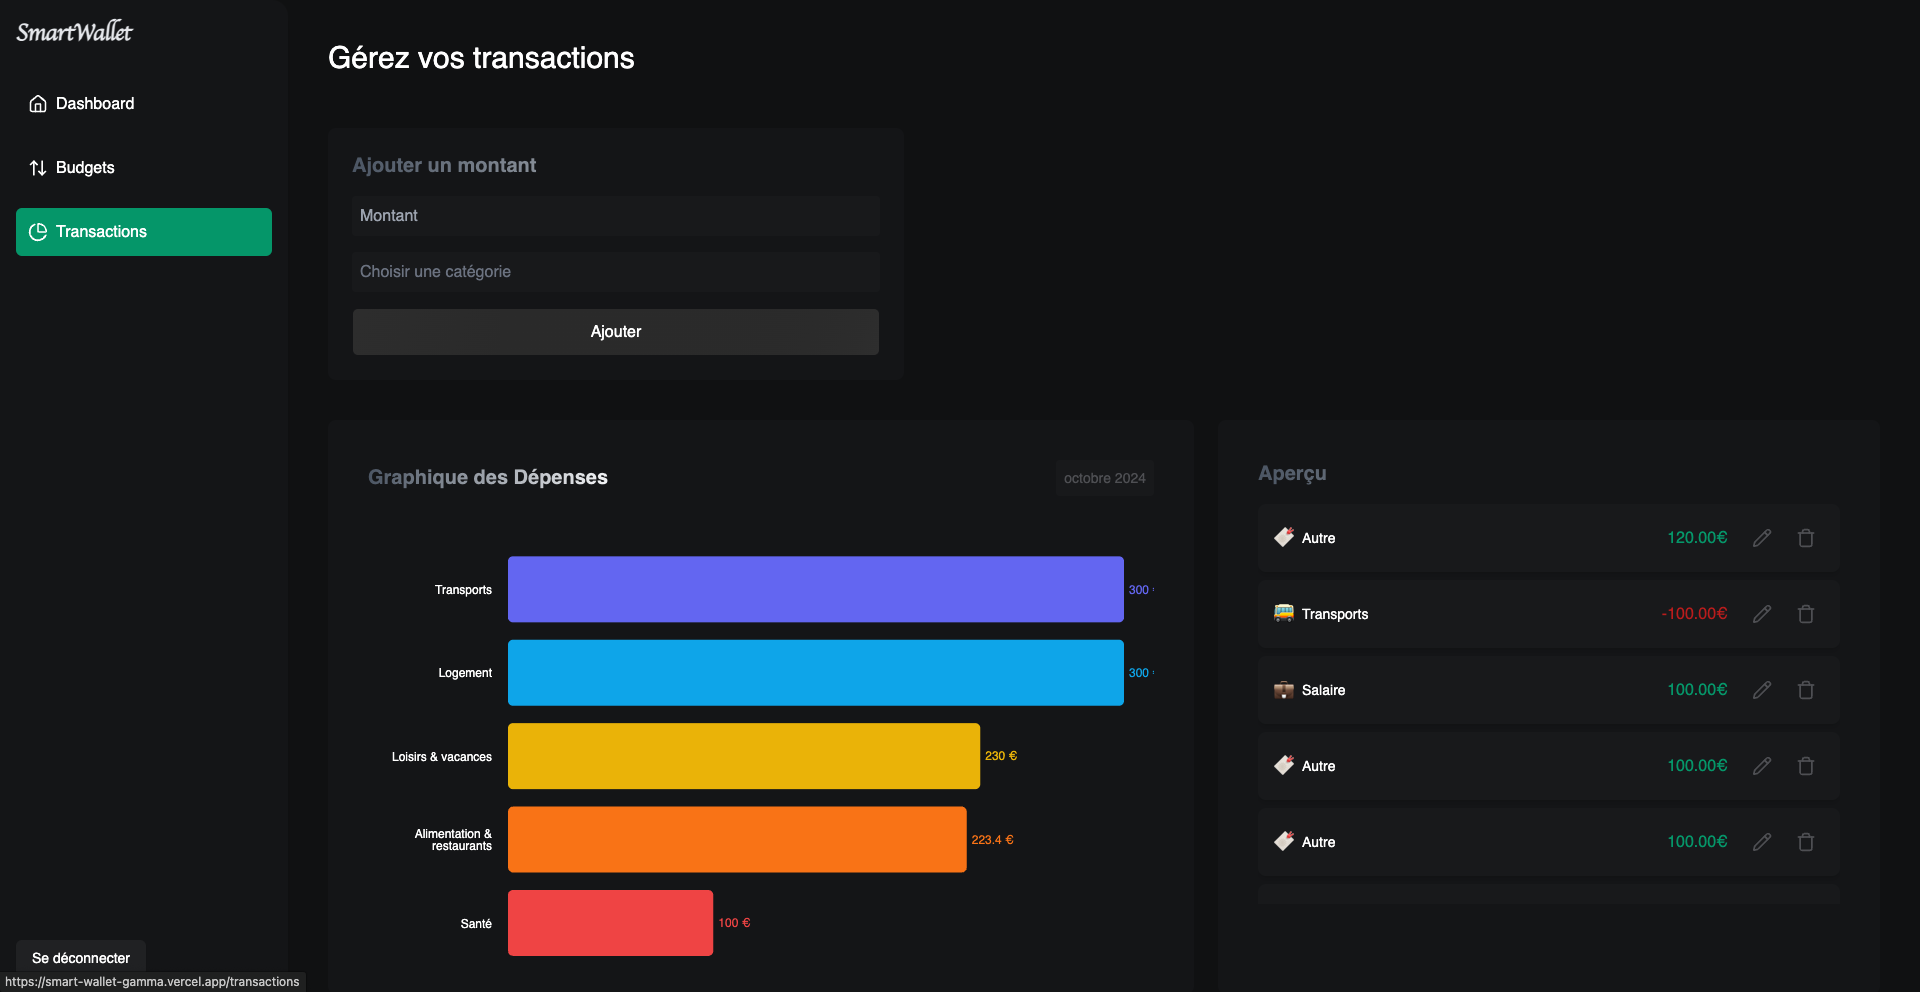 SmartWallet
Dashboard
Budgets
Transactions
Se déconnecter
https://smart-wallet-gamma.vercel.app/transactions
Gérez vos transactions
Ajouter un montant
Montant
Choisir une catégorie
Ajouter
Graphique des Dépenses
octobre 2024
Transports
300
Logement
300
Loisirs & vacances
230 €
Alimentation &
restaurants
223.4 €
Santé
100 €
Aperçu
Autre
120.00€
Transports
-100.00€
Salaire
100.00€
Autre
100.00€
Autre
100.00€